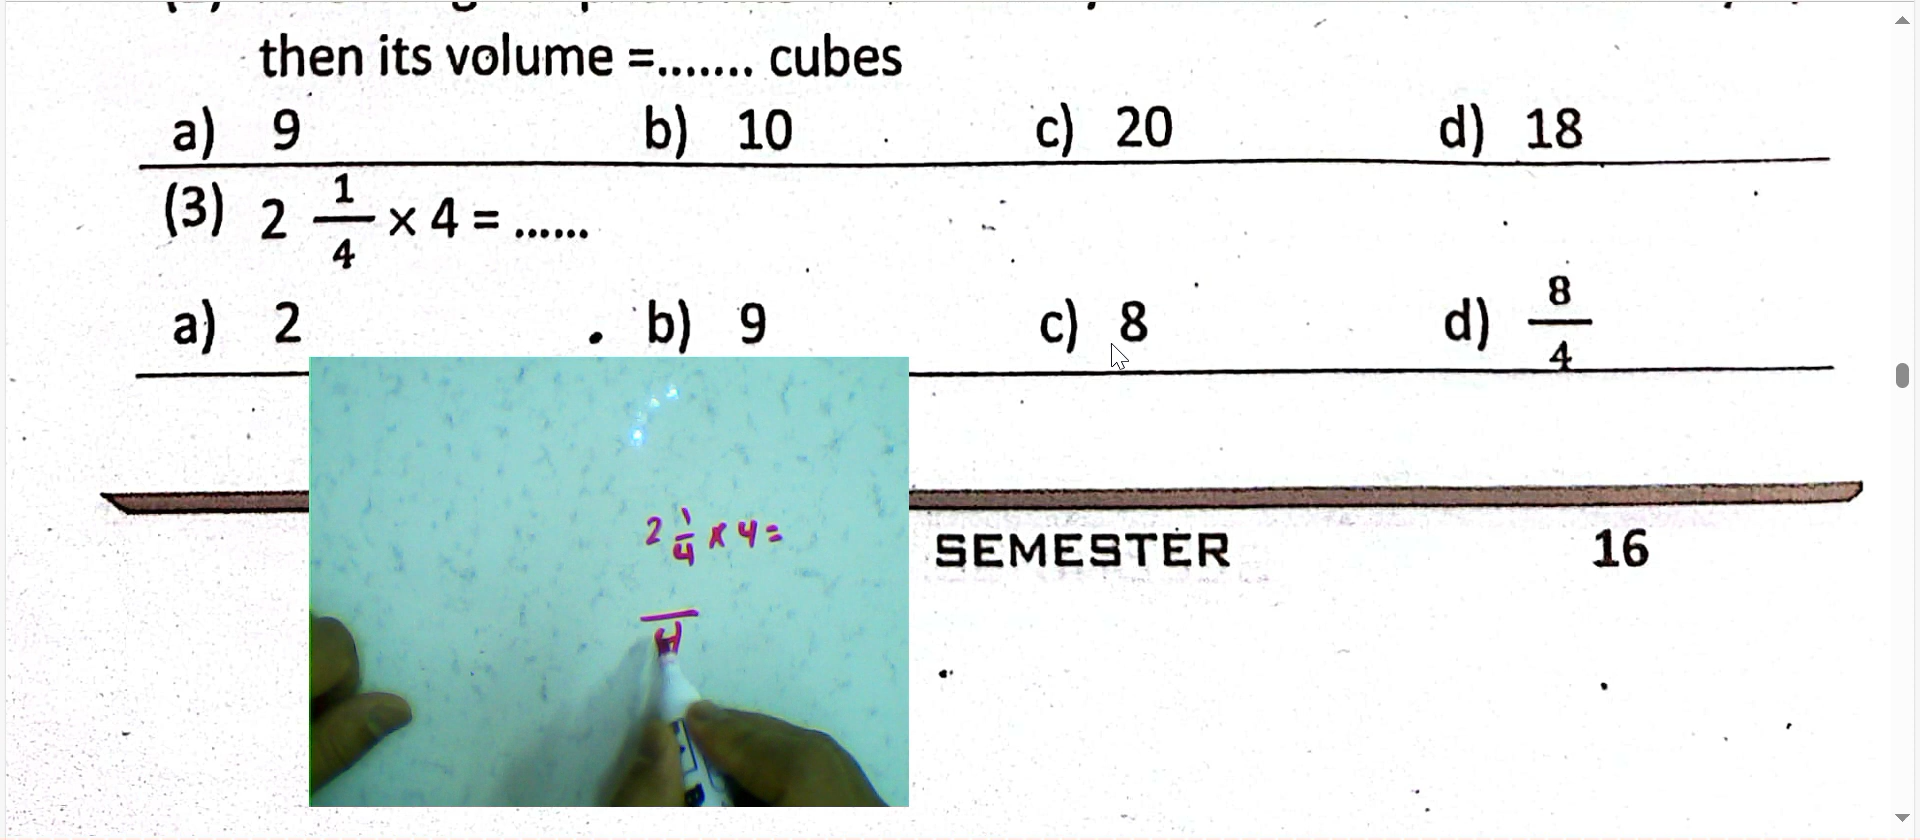 then its volume =....... cubes
a) 9 b) 10 c) 20 d) 18
(3) 2 1/4 × 4 = ......
a) 2 b) 9 c) 8 d) 8/4
2 1/4 × 4 =
4
SEMESTER 16